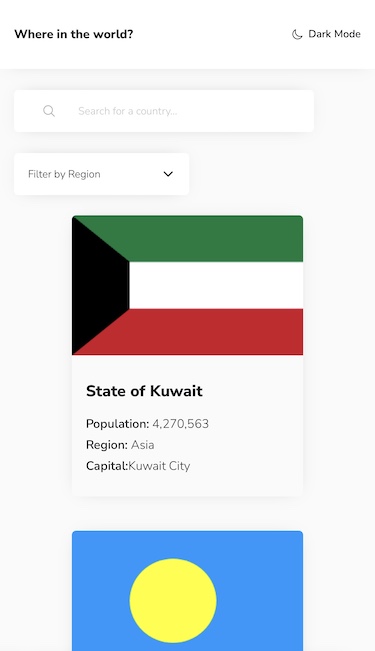 Where in the world?
Dark Mode
Search for a country...
Filter by Region
State of Kuwait
Population: 4,270,563
Region: Asia
Capital:Kuwait City